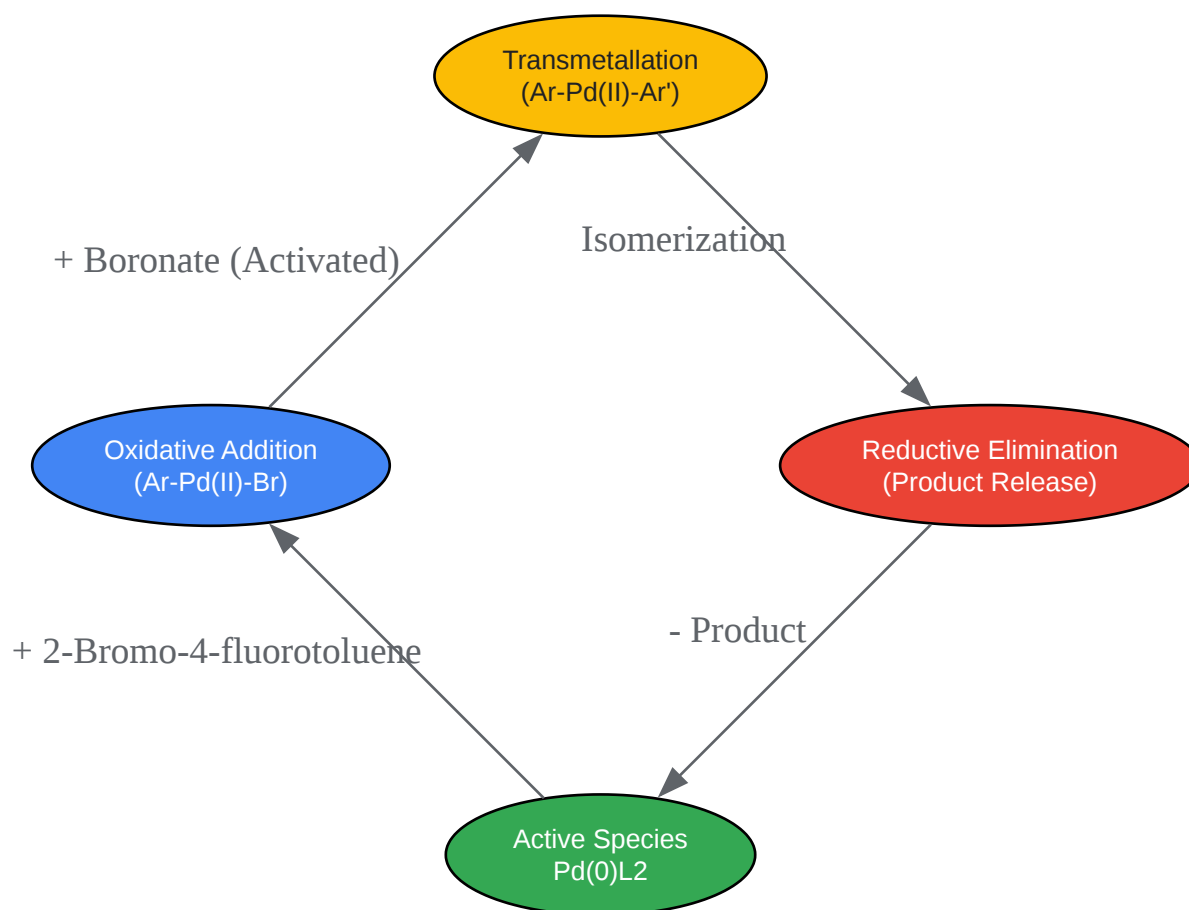 Transmetallation
(Ar-Pd(II)-Ar')
+ Boronate (Activated)
Isomerization
Oxidative Addition
(Ar-Pd(II)-Br)
Reductive Elimination
(Product Release)
+ 2-Bromo-4-fluorotoluene
- Product
Active Species
Pd(0)L2